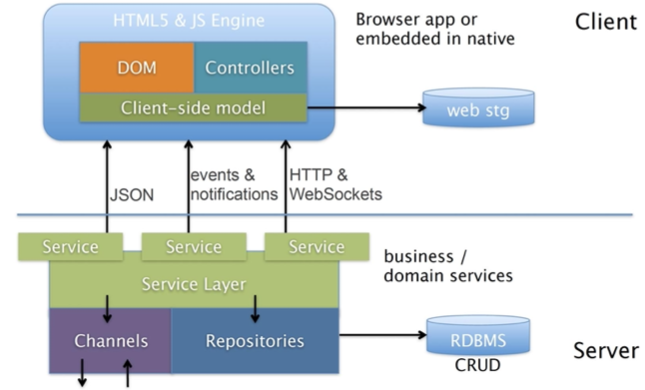 HTML5 & JS Engine
Browser app or
embedded in native
Client
DOM
Controllers
Client-side model
web stg
JSON
events &
notifications
HTTP &
WebSockets
Service
Service
Service
business /
domain services
Service Layer
Channels
Repositories
RDBMS
CRUD
Server